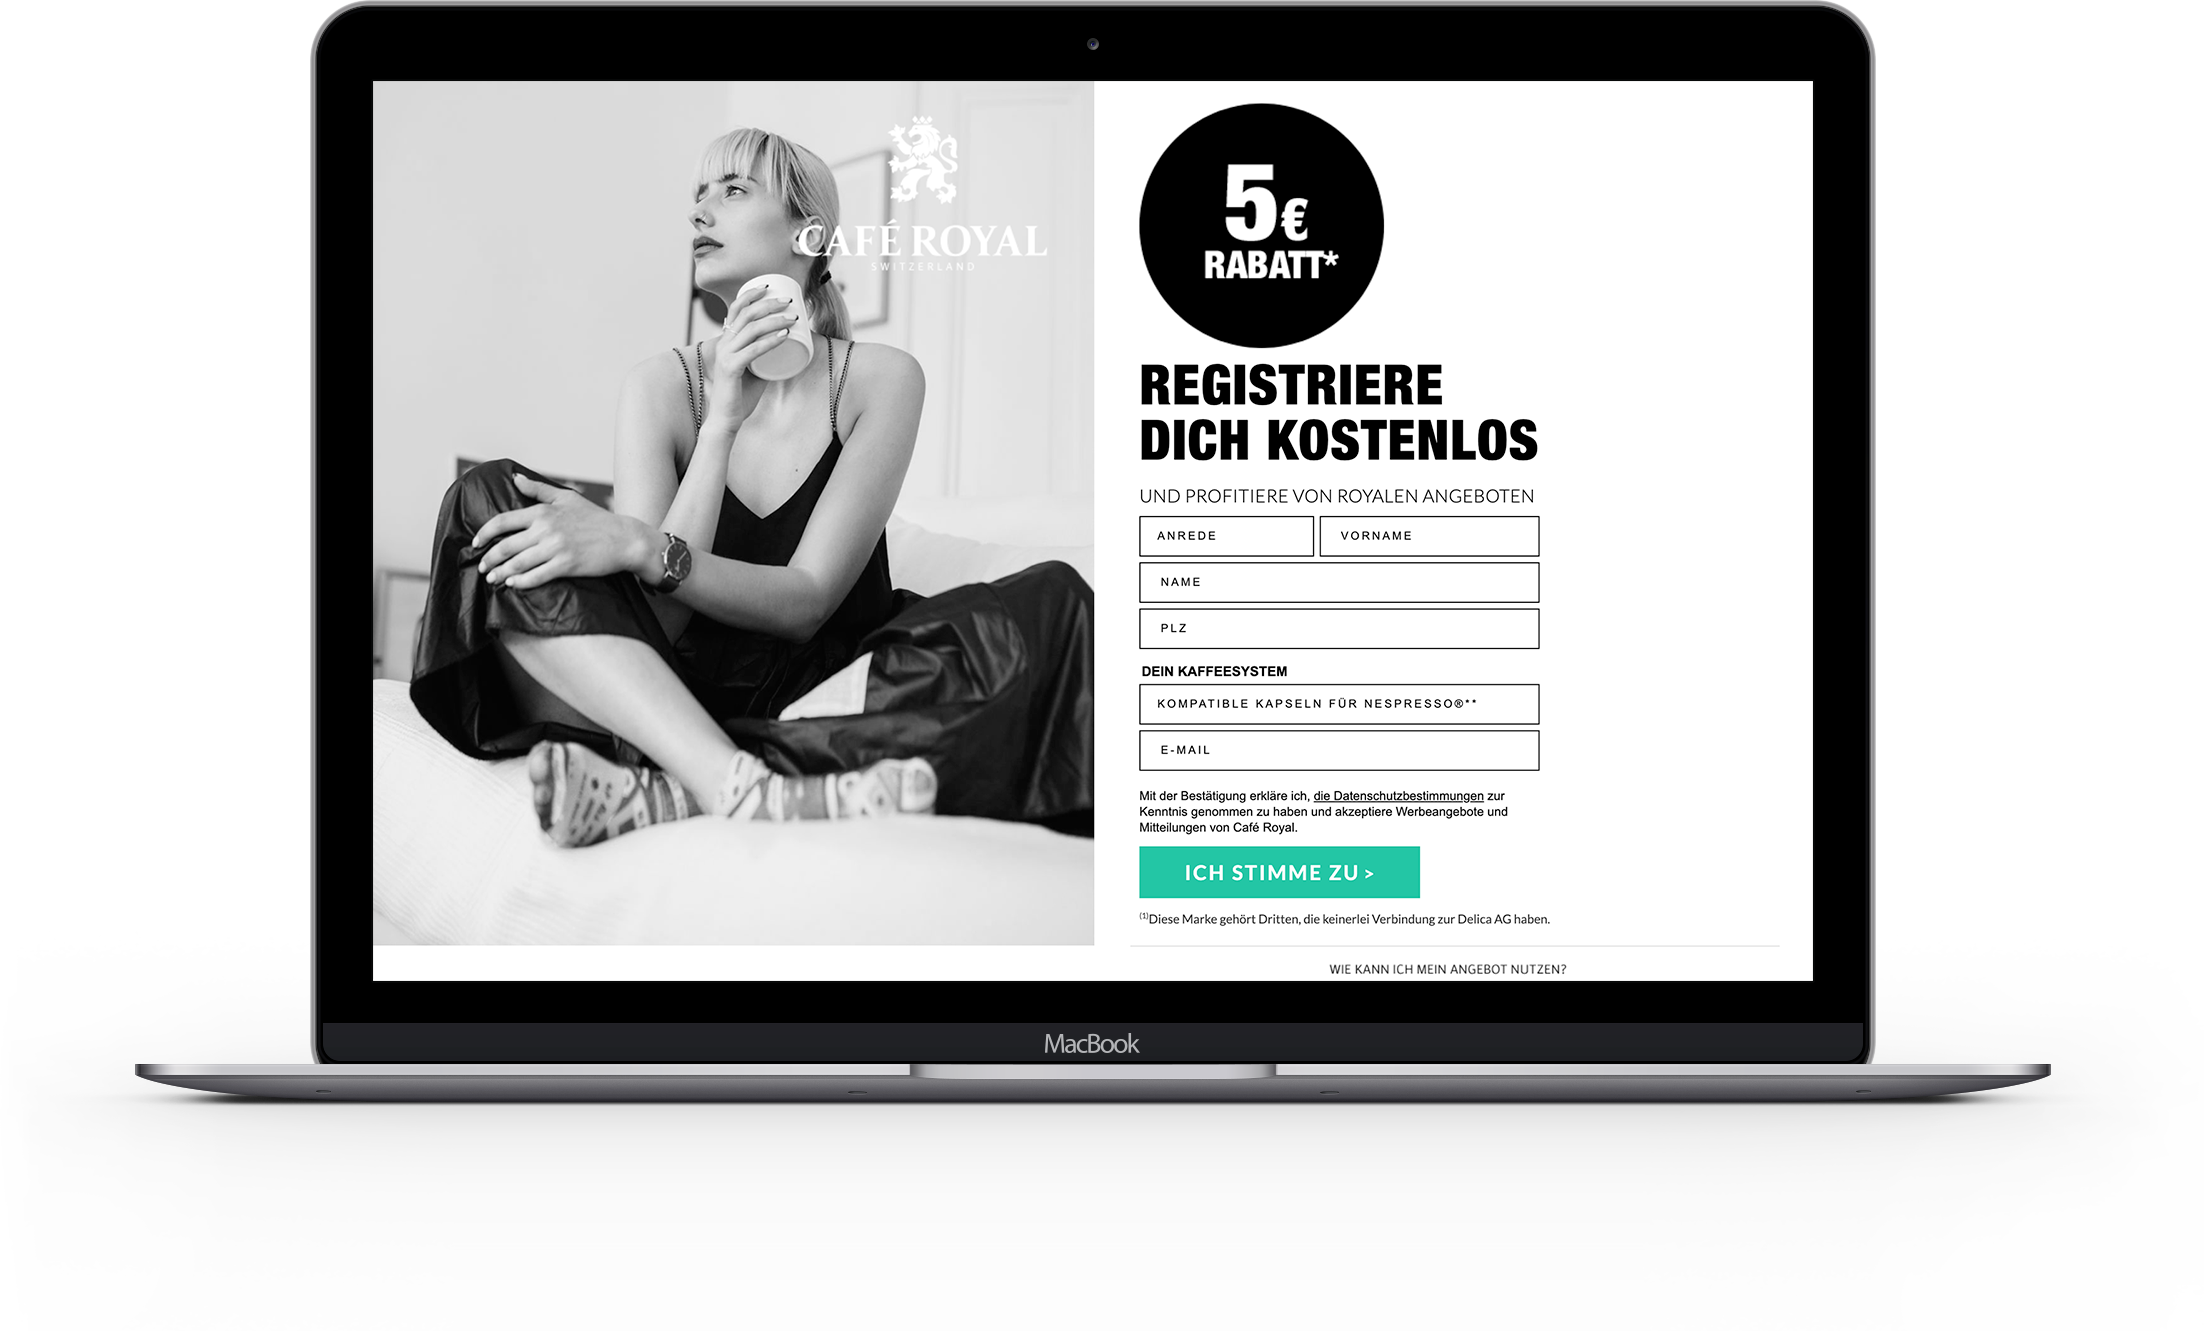 CAFÉ ROYAL
SWITZERLAND
5€
RABATT*
REGISTRIERE
DICH KOSTENLOS
UND PROFITIERE VON ROYALEN ANGEBOTEN
ANREDE VORNAME
NAME
PLZ
DEIN KAFFEESYSTEM
KOMPATIBLE KAPSELN FÜR NESPRESSO®**
E-MAIL
Mit der Bestätigung erkläre ich, die Datenschutzbestimmungen zur
Kenntnis genommen zu haben und akzeptiere Werbeangebote und
Mitteilungen von Café Royal.
ICH STIMME ZU >
(1)Diese Marke gehört Dritten, die keinerlei Verbindung zur Delica AG haben.
WIE KANN ICH MEIN ANGEBOT NUTZEN?
MacBook